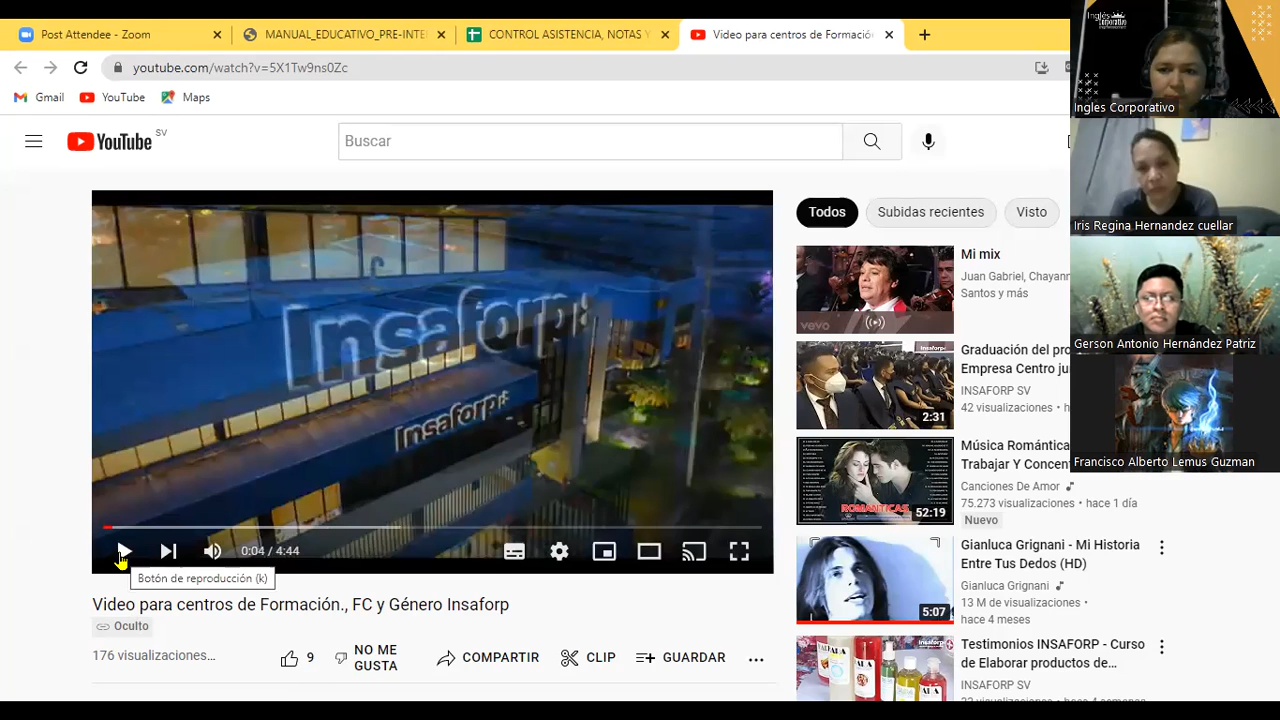 Post Attendee - Zoom
MANUAL_EDUCATIVO_PRE-INTE
CONTROL ASISTENCIA, NOTAS Y
Video para centros de Formació
youtube.com/watch?v=5X1Tw9ns0Zc
Gmail
YouTube
Maps
YouTube SV
Buscar
Insaforp
Insaforp
0:04 / 4:44
Botón de reproducción (k)
Video para centros de Formación., FC y Género Insaforp
Oculto
176 visualizaciones...
9
NO ME
GUSTA
COMPARTIR
CLIP
GUARDAR
Todos
Subidas recientes
Visto
vevo
Mi mix
Juan Gabriel, Chayann
Santos y más
Insaforp
2:31
Graduación del pro
Empresa Centro ju
INSAFORP SV
42 visualizaciones • h
ROMANTICAS
52:19
Música Romántica
Trabajar Y Concen
Canciones De Amor
75.273 visualizaciones • hace 1 día
Nuevo
5:07
Gianluca Grignani - Mi Historia
Entre Tus Dedos (HD)
Gianluca Grignani
13 M de visualizaciones •
hace 4 meses
Insaforp
Testimonios INSAFORP - Curso
de Elaborar productos de...
INSAFORP SV
Inglés
Corporativo
Ingles Corporativo
Iris Regina Hernandez cuellar
Gerson Antonio Hernández Patriz
Francisco Alberto Lemus Guzman